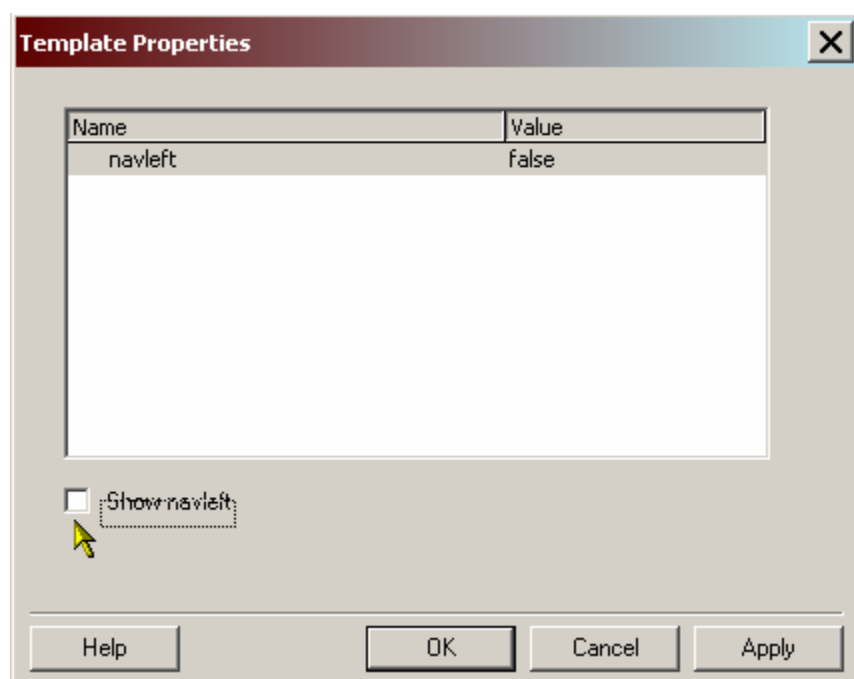 Template Properties
Name Value
navleft false
Show navleft
Help OK Cancel Apply